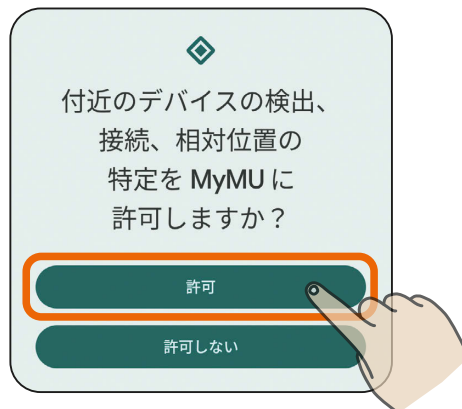 付近のデバイスの検出、
接続、相対位置の
特定を MyMU に
許可しますか？
許可
許可しない